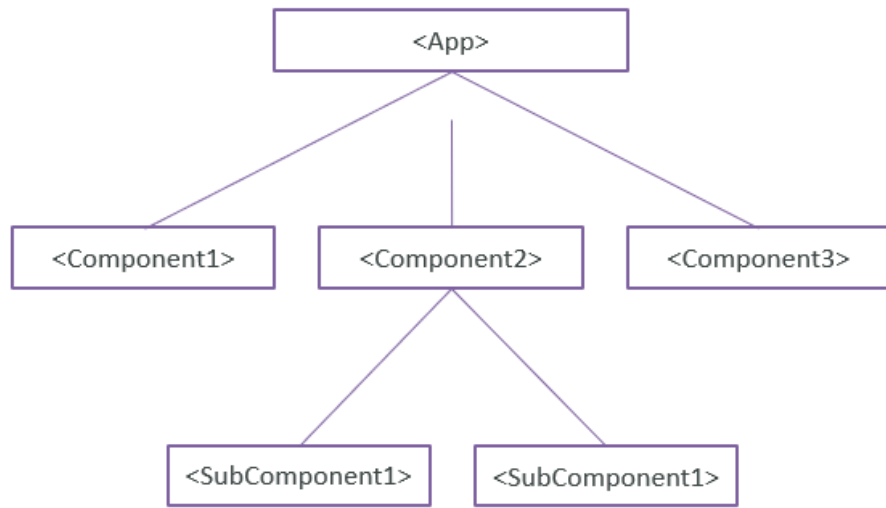 <App>
<Component1>
<Component2>
<Component3>
<SubComponent1>
<SubComponent1>